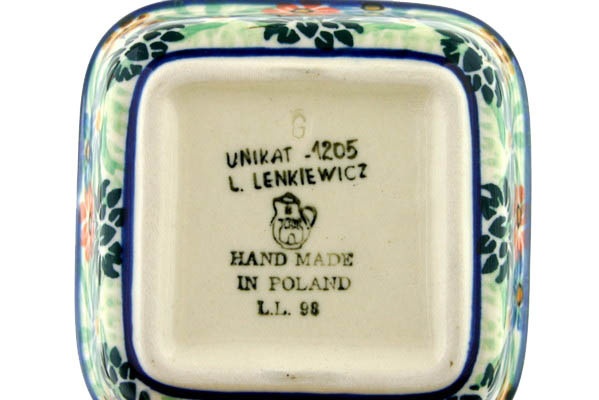 G
UNIKAT -1205
L. LENKIEWICZ
HAND MADE
IN POLAND
L.L. 98